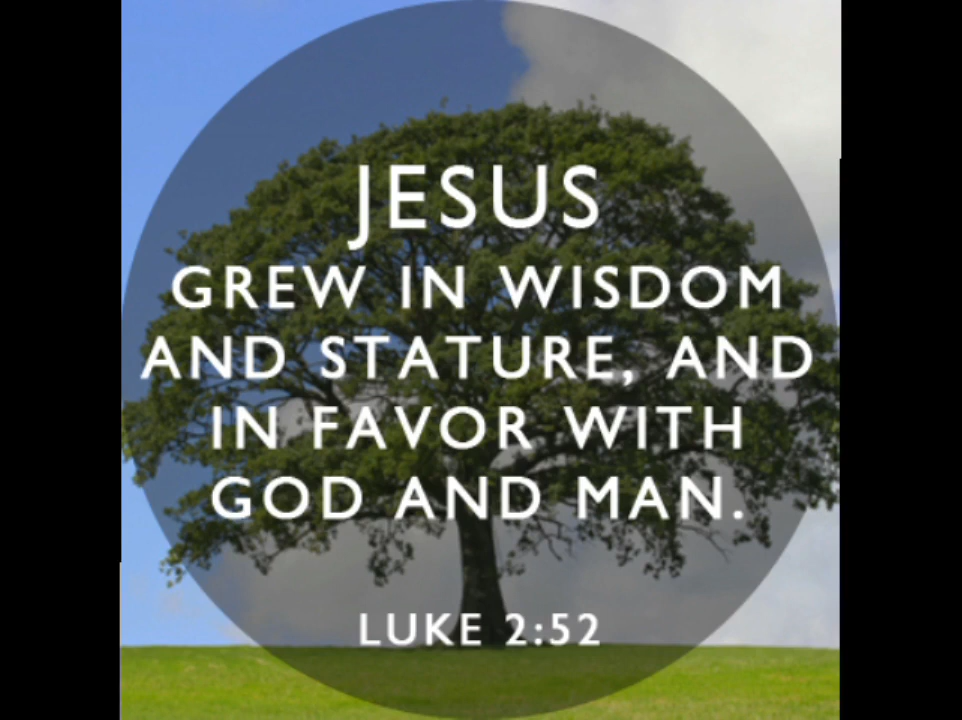 JESUS
GREW IN WISDOM
AND STATURE, AND
IN FAVOR WITH
GOD AND MAN.
LUKE 2:52